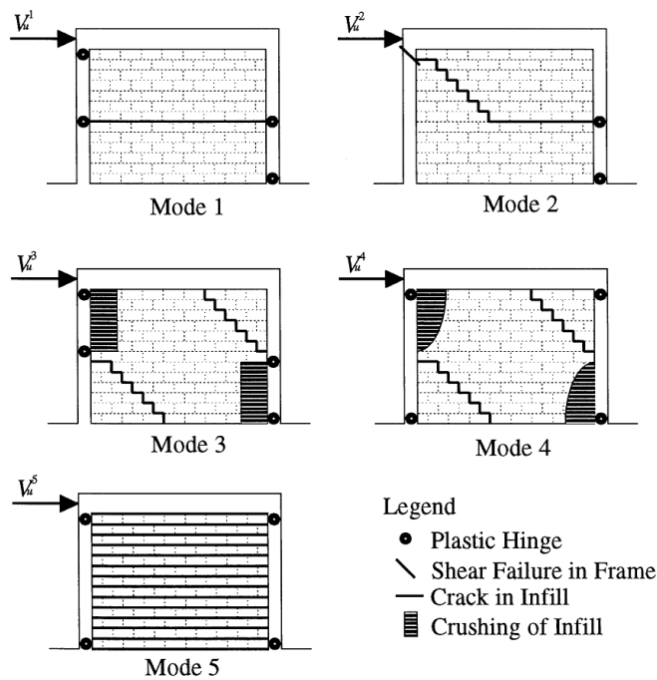 V_u^1
V_u^2
Mode 1
Mode 2
V_u^3
V_u^4
Mode 3
Mode 4
V_u^5
Mode 5
Legend
Plastic Hinge
Shear Failure in Frame
Crack in Infill
Crushing of Infill